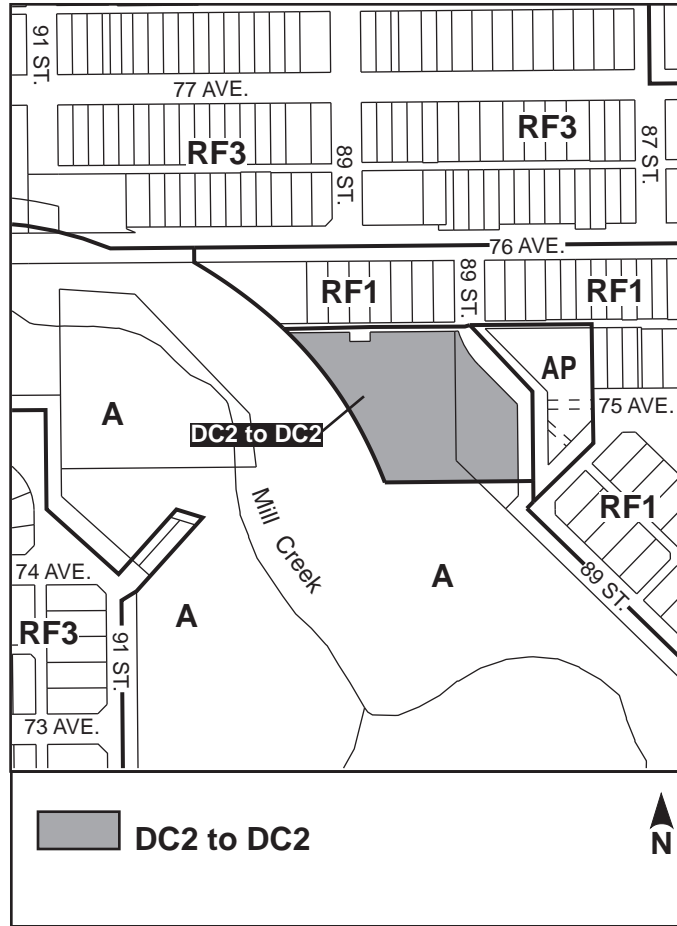 91 ST.
77 AVE.
RF3
RF3
89 ST.
87 ST.
76 AVE.
RF1
89 ST.
RF1
AP
75 AVE.
A
DC2 to DC2
RF1
Mill Creek
A
89 ST.
74 AVE.
A
RF3
91 ST.
73 AVE.
DC2 to DC2
N